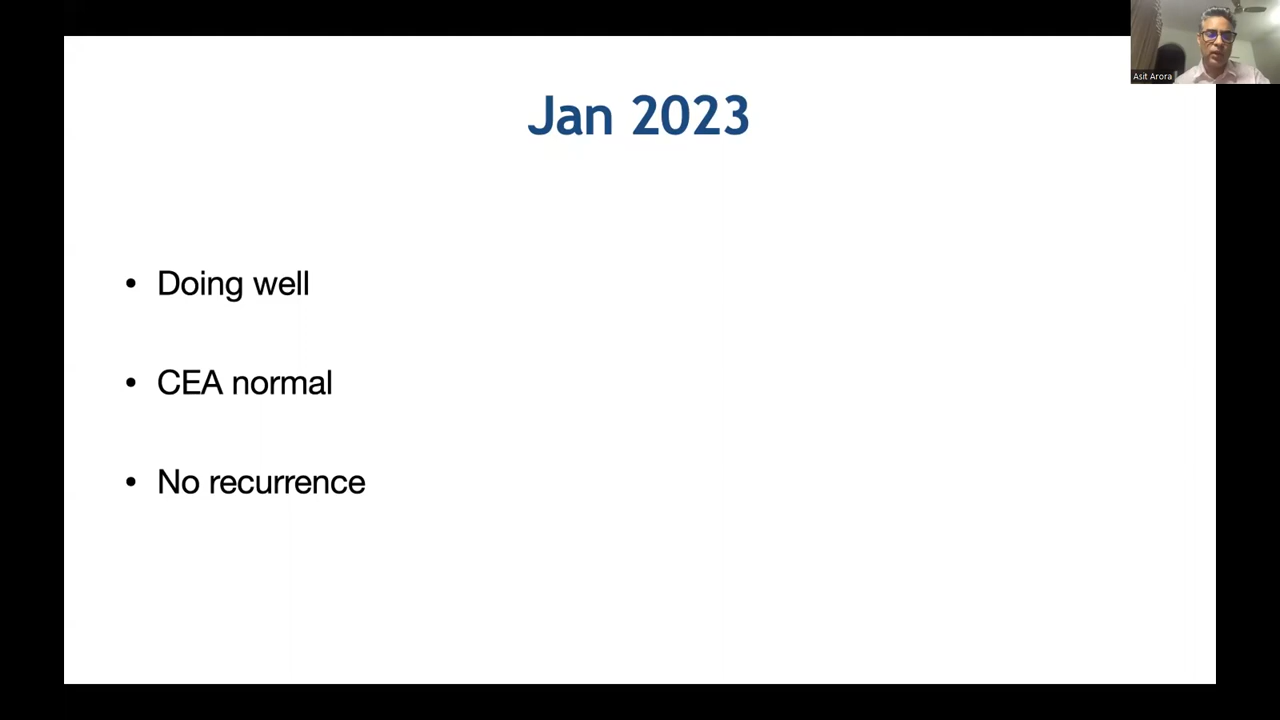 Jan 2023
Asit Arora
• Doing well
• CEA normal
• No recurrence